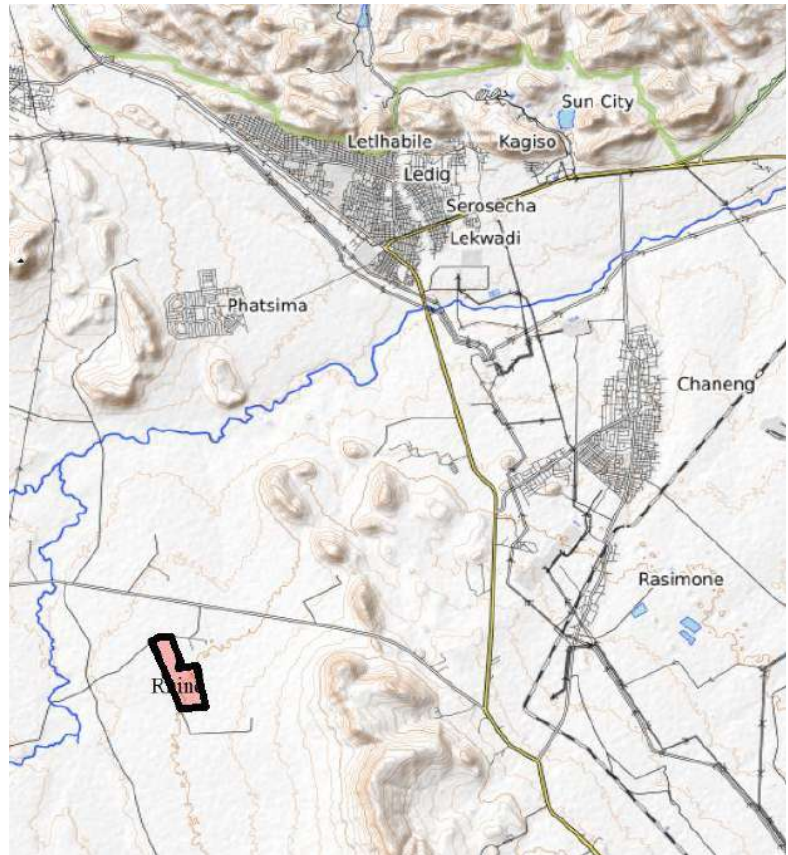 Sun City
Letlhabile
Kagiso
Ledig
Serosecha
Lekwadi
Phatsima
Chaneng
Rasimone